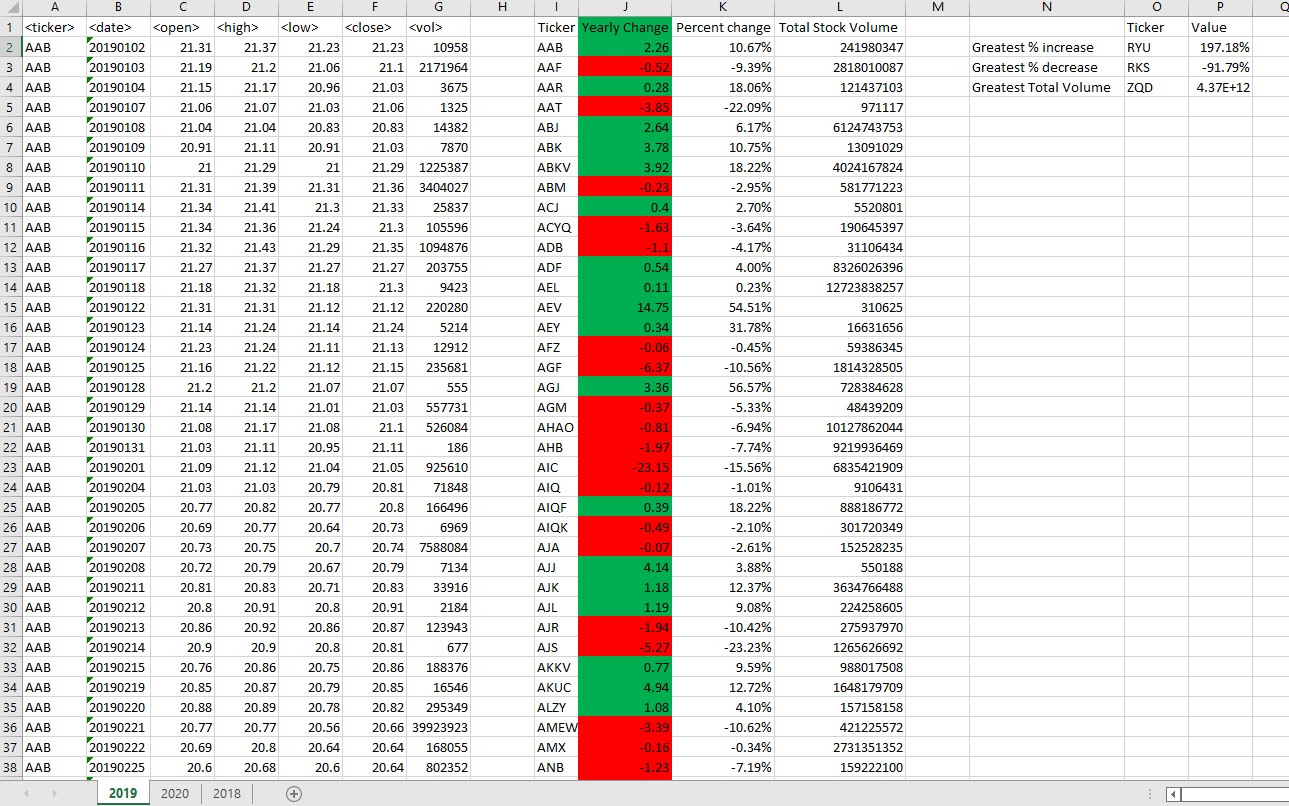 A B C D E F G H I J K L M N O P Q
1 <ticker> <date> <open> <high> <low> <close> <vol> Ticker Yearly Change Percent change Total Stock Volume Ticker Value
2 AAB 20190102 21.31 21.37 21.23 21.23 10958 AAB 2.26 10.67% 241980347 Greatest % increase RYU 197.18%
3 AAB 20190103 21.19 21.2 21.06 21.1 2171964 AAF -0.52 -9.39% 2818010087 Greatest % decrease RKS -91.79%
4 AAB 20190104 21.15 21.17 20.96 21.03 3675 AAR 0.28 18.06% 121437103 Greatest Total Volume ZQD 4.37E+12
5 AAB 20190107 21.06 21.07 21.03 21.06 1325 AAT -3.85 -22.09% 971117
6 AAB 20190108 21.04 21.04 20.83 20.83 14382 ABJ 2.64 6.17% 6124743753
7 AAB 20190109 20.91 21.11 20.91 21.03 7870 ABK 3.78 10.75% 13091029
8 AAB 20190110 21 21.29 21 21.29 1225387 ABKV 3.92 18.22% 4024167824
9 AAB 20190111 21.31 21.39 21.31 21.36 3404027 ABM -0.23 -2.95% 581771223
10 AAB 20190114 21.34 21.41 21.3 21.33 25837 ACJ 0.4 2.70% 5520801
11 AAB 20190115 21.34 21.36 21.24 21.3 105596 ACYQ -1.63 -3.64% 190645397
12 AAB 20190116 21.32 21.43 21.29 21.35 1094876 ADB -1.1 -4.17% 31106434
13 AAB 20190117 21.27 21.37 21.27 21.27 203755 ADF 0.54 4.00% 8326026396
14 AAB 20190118 21.18 21.32 21.18 21.3 9423 AEL 0.11 0.23% 12723838257
15 AAB 20190122 21.31 21.31 21.12 21.12 220280 AEV 14.75 54.51% 310625
16 AAB 20190123 21.14 21.24 21.14 21.24 5214 AEY 0.34 31.78% 16631656
17 AAB 20190124 21.23 21.24 21.11 21.13 12912 AFZ -0.06 -0.45% 59386345
18 AAB 20190125 21.16 21.22 21.12 21.15 235681 AGF -6.37 -10.56% 1814328505
19 AAB 20190128 21.2 21.2 21.07 21.07 555 AGJ 3.36 56.57% 728384628
20 AAB 20190129 21.14 21.14 21.01 21.03 557731 AGM -0.37 -5.33% 48439209
21 AAB 20190130 21.08 21.17 21.08 21.1 526084 AHAO -0.81 -6.94% 10127862044
22 AAB 20190131 21.03 21.11 20.95 21.11 186 AHB -1.97 -7.74% 9219936469
23 AAB 20190201 21.09 21.12 21.04 21.05 925610 AIC -23.15 -15.56% 6835421909
24 AAB 20190204 21.03 21.03 20.79 20.81 71848 AIQ -0.12 -1.01% 9106431
25 AAB 20190205 20.77 20.82 20.77 20.8 166496 AIQF 0.39 18.22% 888186772
26 AAB 20190206 20.69 20.77 20.64 20.73 6969 AIQK -0.49 -2.10% 301720349
27 AAB 20190207 20.73 20.75 20.7 20.74 7588084 AJA -0.07 -2.61% 152528235
28 AAB 20190208 20.72 20.79 20.67 20.79 7134 AJJ 4.14 3.88% 550188
29 AAB 20190211 20.81 20.83 20.71 20.83 33916 AJK 1.18 12.37% 3634766488
30 AAB 20190212 20.8 20.91 20.8 20.91 2184 AJL 1.19 9.08% 224258605
31 AAB 20190213 20.86 20.92 20.86 20.87 123943 AJR -1.94 -10.42% 275937970
32 AAB 20190214 20.9 20.9 20.8 20.81 677 AJS -5.27 -23.23% 1265626692
33 AAB 20190215 20.76 20.86 20.75 20.86 188376 AKKV 0.77 9.59% 988017508
34 AAB 20190219 20.85 20.87 20.79 20.85 16546 AKUC 4.94 12.72% 1648179709
35 AAB 20190220 20.88 20.89 20.78 20.82 295349 ALZY 1.08 4.10% 157158158
36 AAB 20190221 20.77 20.77 20.56 20.66 39923923 AMEW -3.39 -10.62% 421225572
37 AAB 20190222 20.69 20.8 20.64 20.64 168055 AMX -0.16 -0.34% 2731351352
38 AAB 20190225 20.6 20.68 20.6 20.64 802352 ANB -1.23 -7.19% 159222100
2019 2020 2018